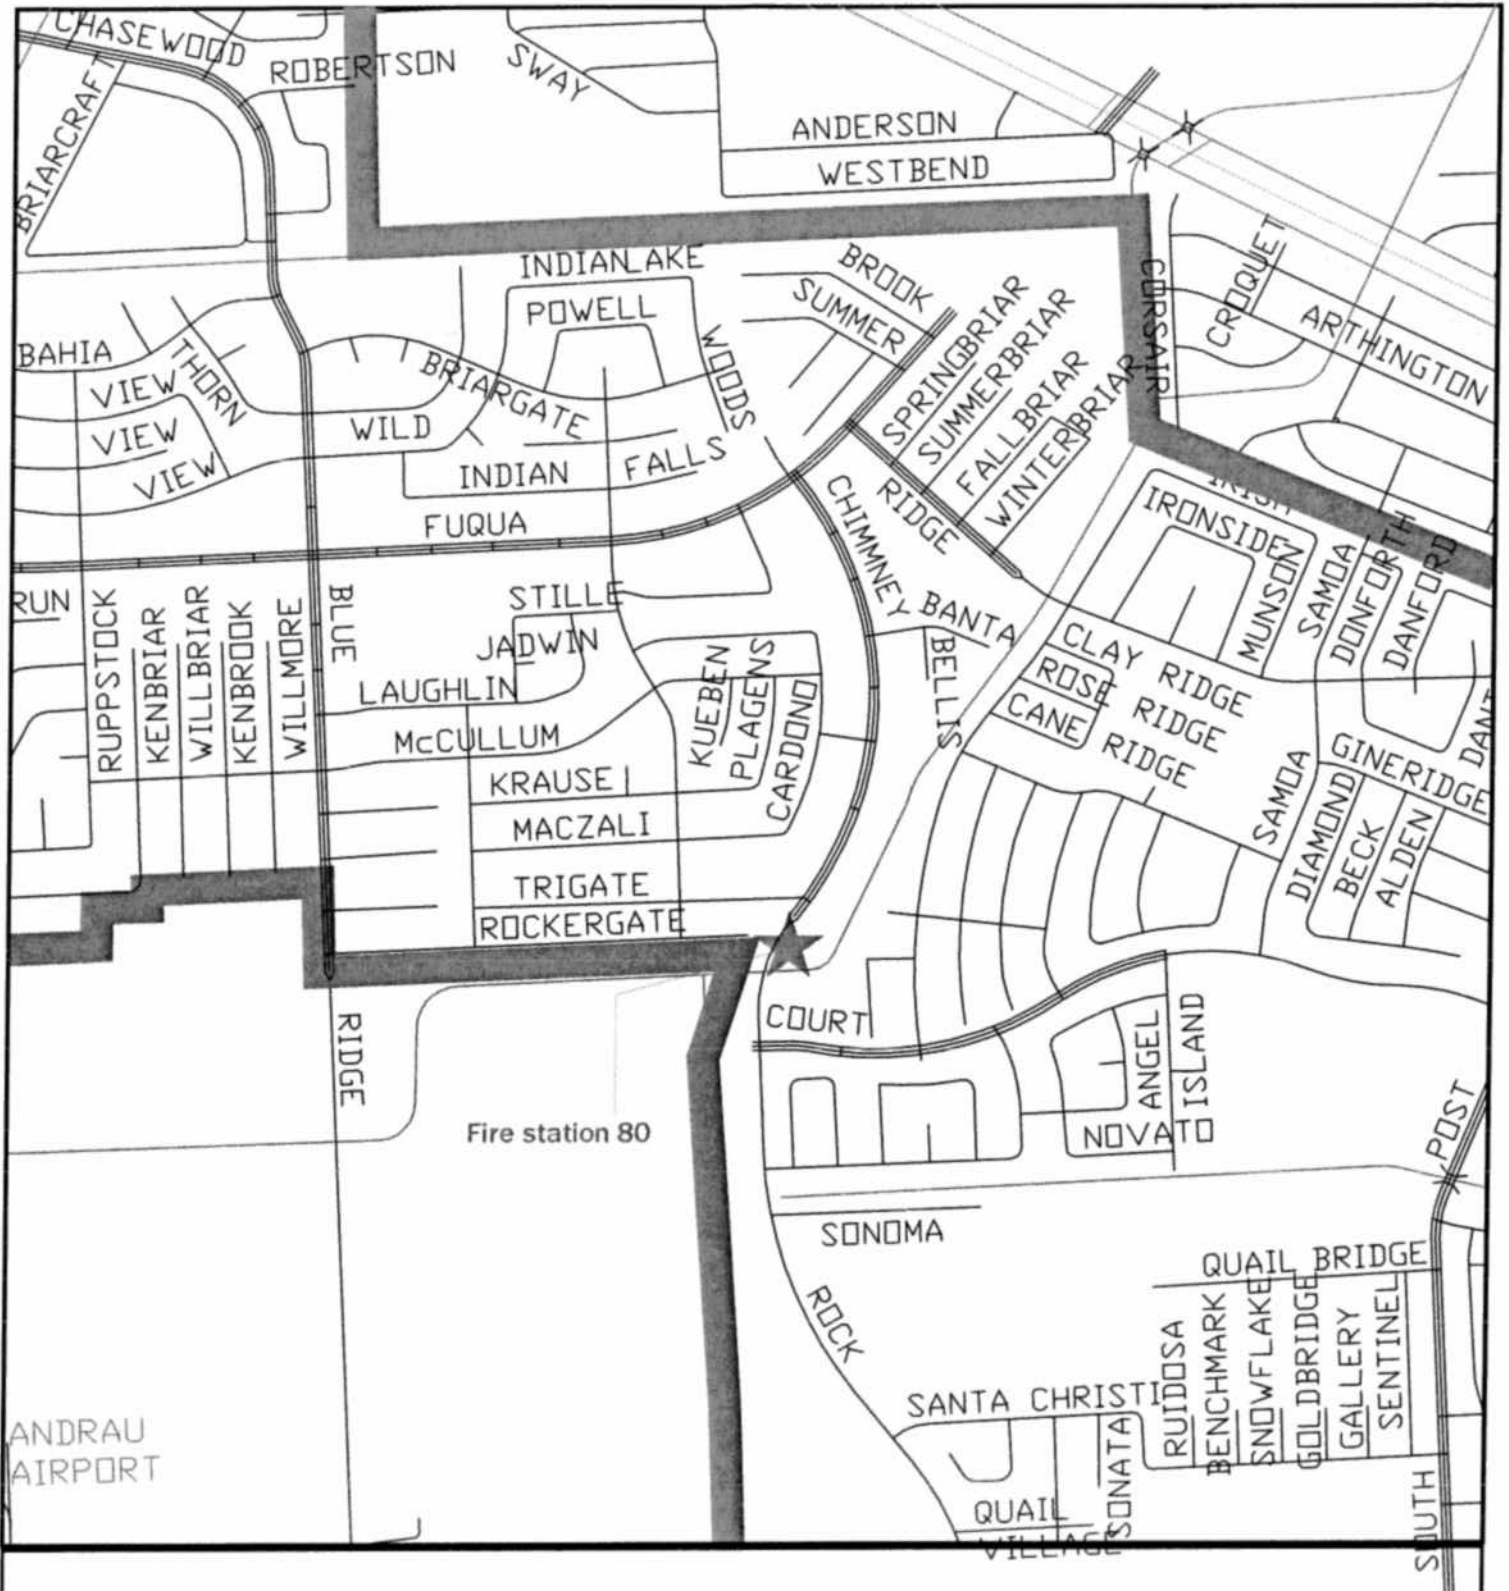 CHASEWOOD
ROBERTSON
SWAY
BRIARCRAFT
ANDERSON
WESTBEND
INDIANLAKE
POWELL
BROOK
SUMMER
WOODS
SPRINGBRIAR
SUMMERBRIAR
FALLBRIAR
WINTERBRIAR
CORSAIR
CROQUET
ARTHINGTON
BAHIA
VIEW
THORN
VIEW
VIEW
BRIARGATE
WILD
INDIAN
FALLS
FUQUA
CHIMMNEY
RIDGE
IRISH
IRONSIDE
MUNSON
SAMOA
DONFORTH
DANFORD
RUN
RUPPSTOCK
KENBRIAR
WILLBRIAR
KENBROOK
WILLMORE
BLUE
STILLE
JADWIN
LAUGHLIN
McCULLUM
KUEBEN
PLAGENS
CARDONO
KRAUSE
MACZALI
TRIGATE
ROCKERGATE
BANTA
BELLIS
CLAY RIDGE
ROSE RIDGE
CANE RIDGE
GINERIDGE
SAMOA
DIAMOND
BECK
ALDEN
COURT
ANGEL
ISLAND
NOVATO
RIDGE
Fire station 80
POST
SONOMA
ROCK
QUAIL BRIDGE
RUIDOSA
BENCHMARK
SNOWFLAKE
GOLDBRIDGE
GALLERY
SENTINEL
SANTA CHRISTI
SONATA
QUAIL
VILLAGE
SOUTH
ANDRAU
AIRPORT